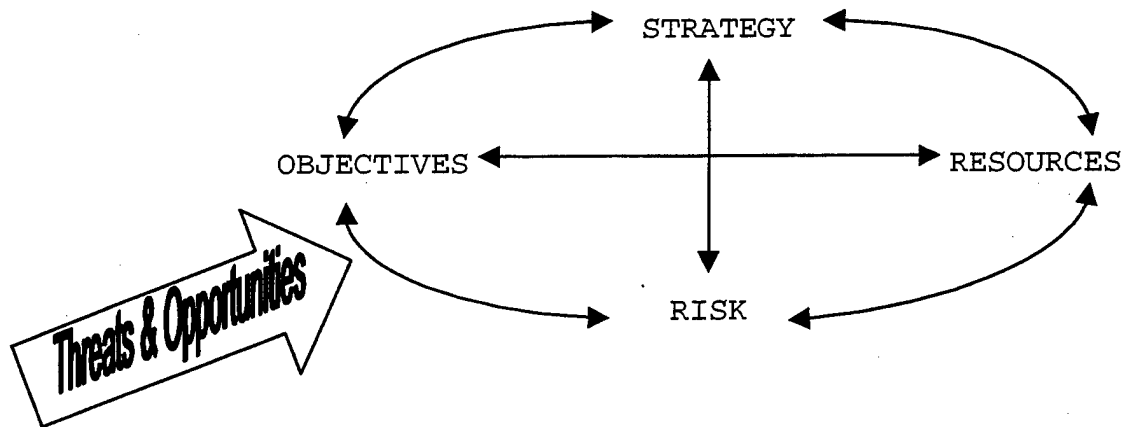 STRATEGY
OBJECTIVES
RESOURCES
RISK
Threats & Opportunities